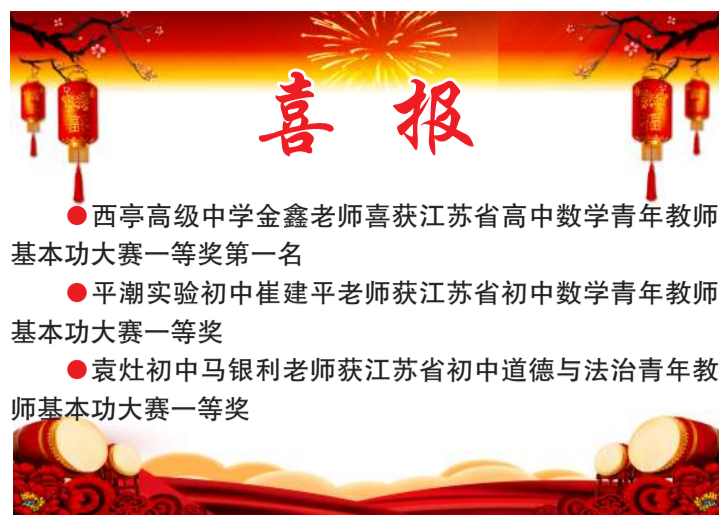 喜报
●西亭高级中学金鑫老师喜获江苏省高中数学青年教师
基本功大赛一等奖第一名
●平潮实验初中崔建平老师获江苏省初中数学青年教师
基本功大赛一等奖
●袁灶初中马银利老师获江苏省初中道德与法治青年教
师基本功大赛一等奖